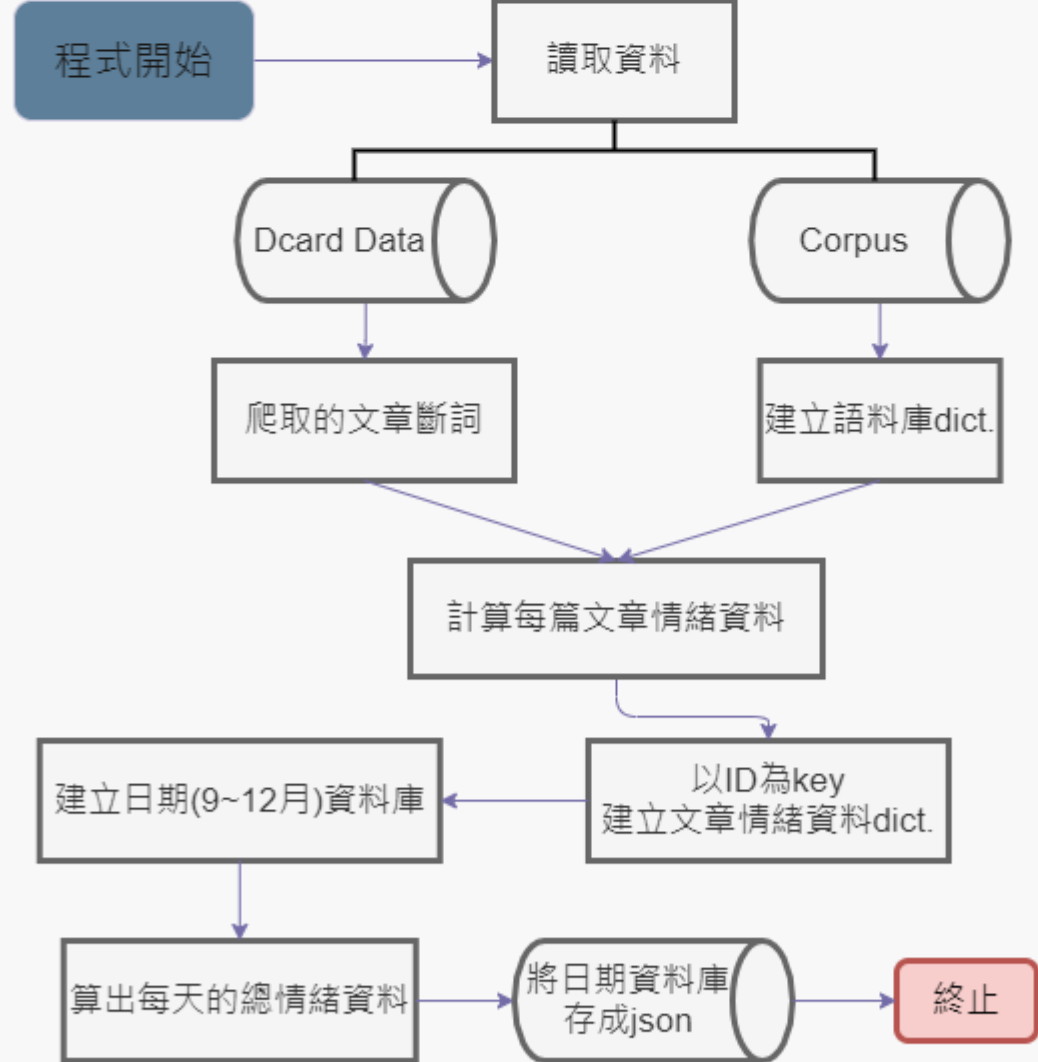 程式開始
讀取資料
Dcard Data
Corpus
爬取的文章斷詞
建立語料庫dict.
計算每篇文章情緒資料
以ID為key
建立文章情緒資料dict.
建立日期(9~12月)資料庫
算出每天的總情緒資料
將日期資料庫
存成json
終止